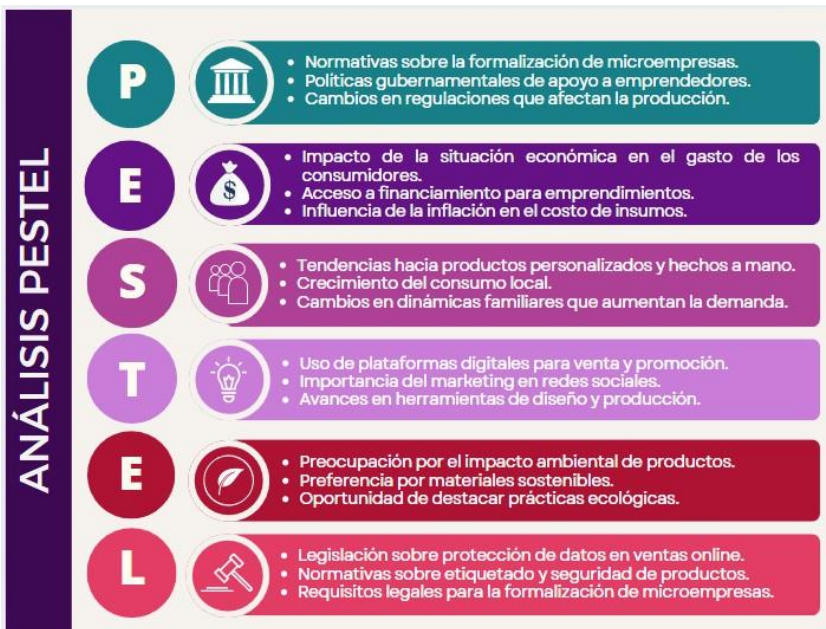 ANÁLISIS PESTEL
P
• Normativas sobre la formalización de microempresas.
• Políticas gubernamentales de apoyo a emprendedores.
• Cambios en regulaciones que afectan la producción.
E
$
• Impacto de la situación económica en el gasto de los
consumidores.
• Acceso a financiamiento para emprendimientos.
• Influencia de la inflación en el costo de insumos.
S
• Tendencias hacia productos personalizados y hechos a mano.
• Crecimiento del consumo local.
• Cambios en dinámicas familiares que aumentan la demanda.
T
• Uso de plataformas digitales para venta y promoción.
• Importancia del marketing en redes sociales.
• Avances en herramientas de diseño y producción.
E
• Preocupación por el impacto ambiental de productos.
• Preferencia por materiales sostenibles.
• Oportunidad de destacar prácticas ecológicas.
L
• Legislación sobre protección de datos en ventas online.
• Normativas sobre etiquetado y seguridad de productos.
• Requisitos legales para la formalización de microempresas.